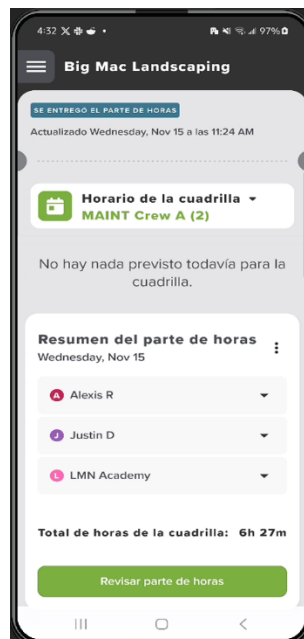 4:32
97%
Big Mac Landscaping
SE ENTREGÓ EL PARTE DE HORAS
Actualizado Wednesday, Nov 15 a las 11:24 AM
Horario de la cuadrilla
MAINT Crew A (2)
No hay nada previsto todavía para la
cuadrilla.
Resumen del parte de horas
Wednesday, Nov 15
A Alexis R
J Justin D
L LMN Academy
Total de horas de la cuadrilla: 6h 27m
Revisar parte de horas